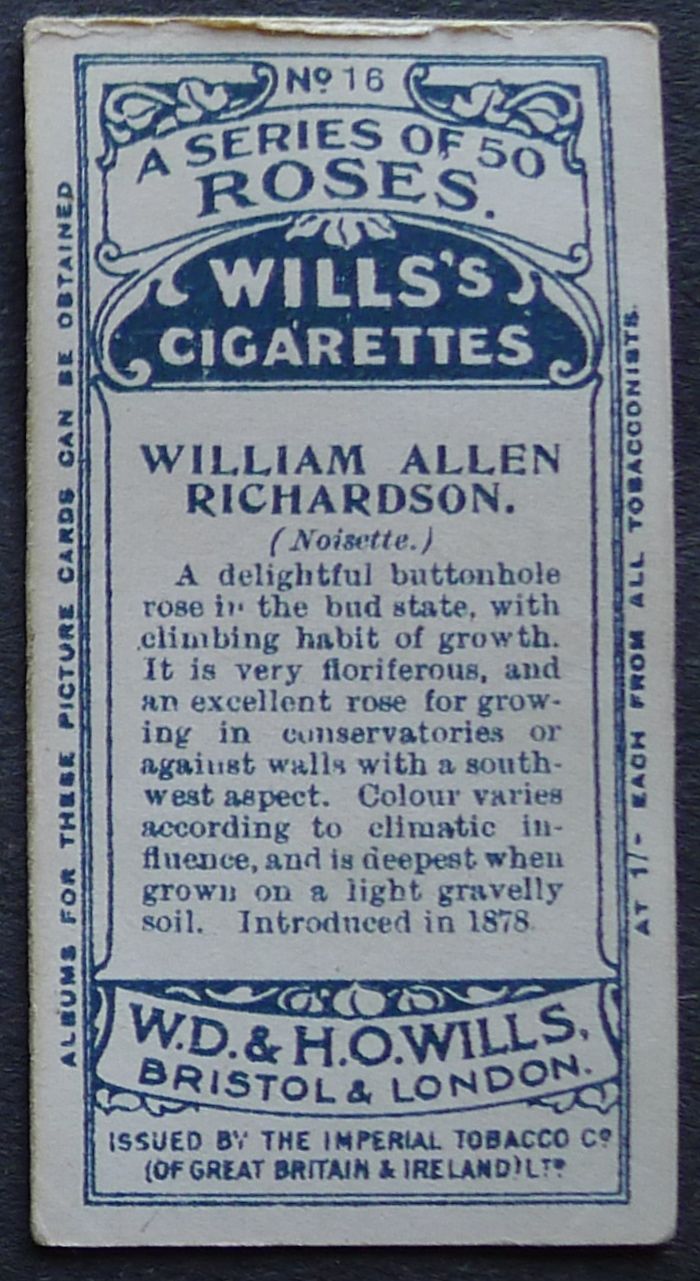 Nº 16
A SERIES OF 50
ROSES.
WILLS'S
CIGARETTES
WILLIAM ALLEN
RICHARDSON.
(Noisette.)
A delightful buttonhole
rose in the bud state, with
climbing habit of growth.
It is very floriferous, and
an excellent rose for grow-
ing in conservatories or
against walls with a south-
west aspect. Colour varies
according to climatic in-
fluence, and is deepest when
grown on a light gravelly
soil. Introduced in 1878.
W.D. & H.O. WILLS,
BRISTOL & LONDON.
ISSUED BY THE IMPERIAL TOBACCO Cº
(OF GREAT BRITAIN & IRELAND) LTD
ALBUMS FOR THESE PICTURE CARDS CAN BE OBTAINED
AT 1/- EACH FROM ALL TOBACCONISTS.